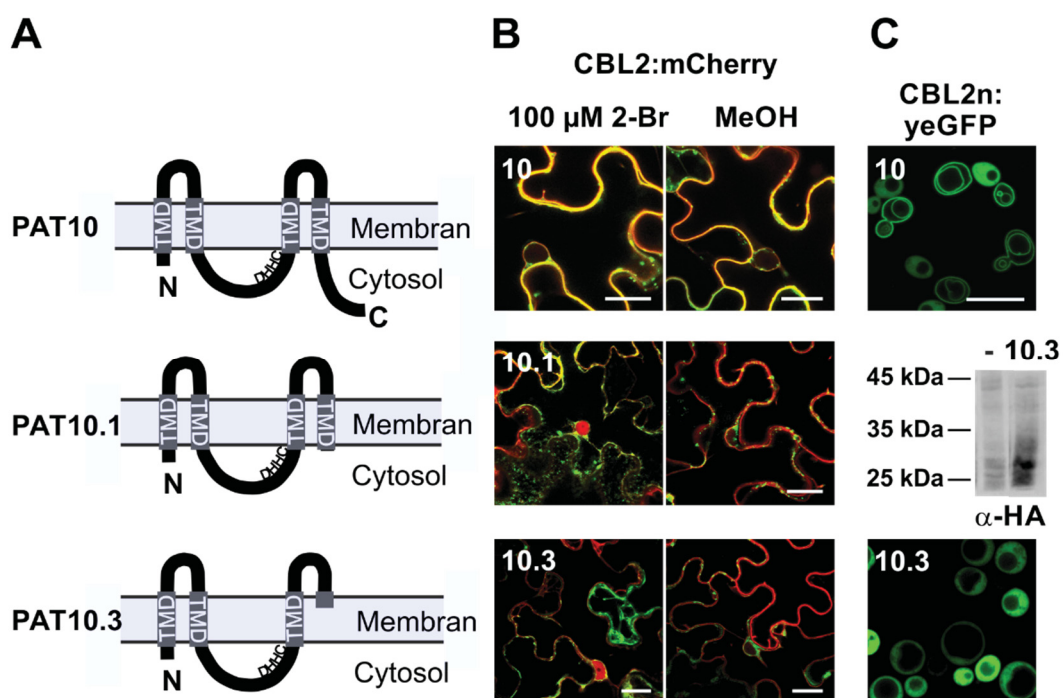 A
B
C
CBL2:mCherry
100 µM 2-Br
MeOH
CBL2n:
yeGFP
PAT10
TMD
TMD
TMD
TMD
Membran
DHHC
Cytosol
N
C
10
10
PAT10.1
TMD
TMD
TMD
TMD
Membran
DHHC
Cytosol
N
10.1
- 10.3
45 kDa
35 kDa
25 kDa
α-HA
PAT10.3
TMD
TMD
TMD
Membran
DHHC
Cytosol
N
10.3
10.3